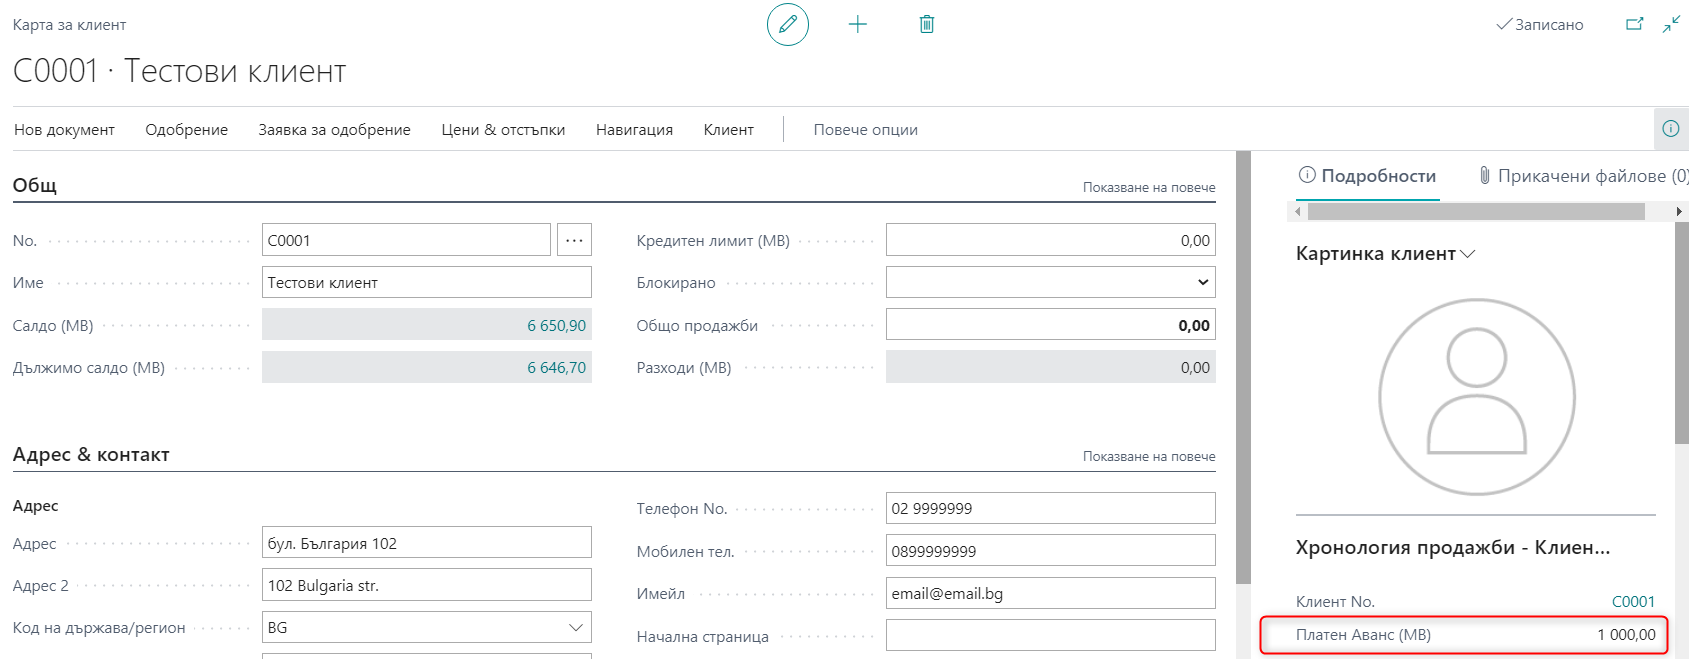 Карта за клиент
Записано
C0001 · Тестови клиент
Нов документ Одобрение Заявка за одобрение Цени & отстъпки Навигация Клиент Повече опции
Общ
Показване на повече
No. C0001
Име Тестови клиент
Салдо (МВ) 6 650,90
Дължимо салдо (МВ) 6 646,70
Кредитен лимит (МВ) 0,00
Блокирано
Общо продажби 0,00
Разходи (МВ) 0,00
Адрес & контакт
Показване на повече
Адрес
Адрес бул. България 102
Адрес 2 102 Bulgaria str.
Код на държава/регион BG
Телефон No. 02 9999999
Мобилен тел. 0899999999
Имейл email@email.bg
Начална страница
Подробности Прикачени файлове (0)
Картинка клиент
Хронология продажби - Клиен...
Клиент No. C0001
Платен Аванс (МВ) 1 000,00